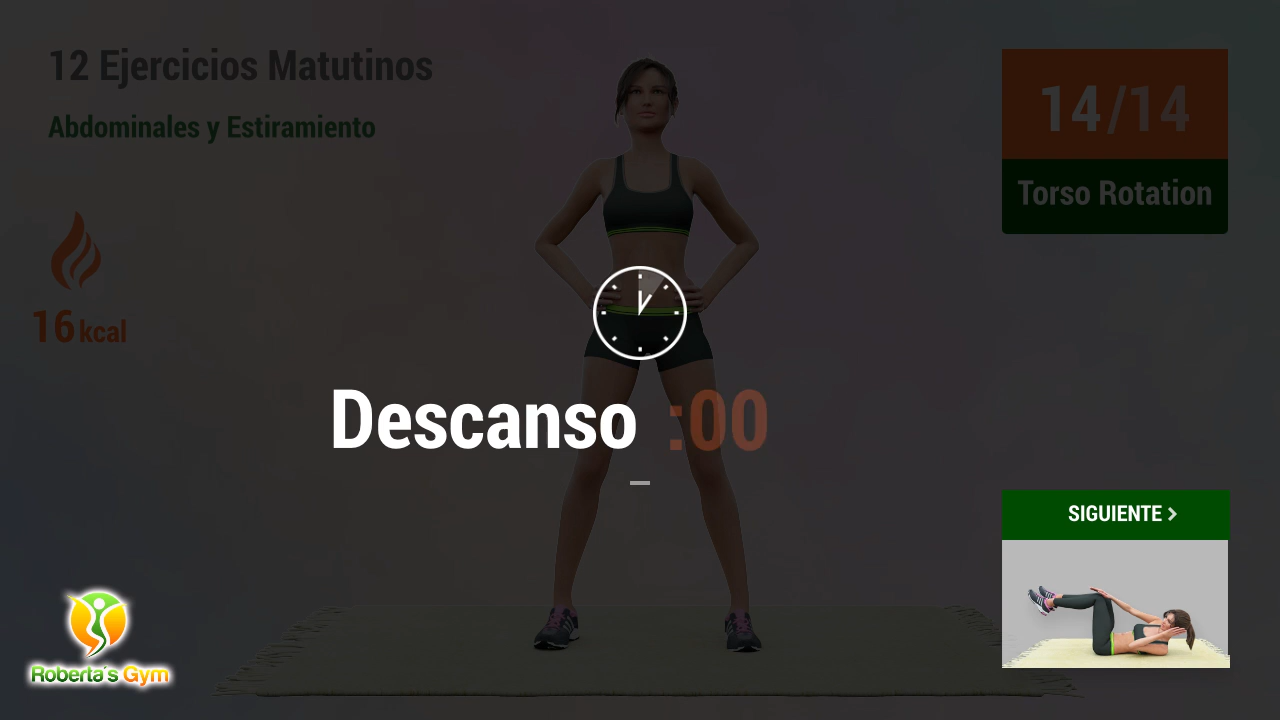 12 Ejercicios Matutinos
Abdominales y Estiramiento
14/14
Torso Rotation
16 kcal
Descanso :00
SIGUIENTE >
Roberta´s Gym